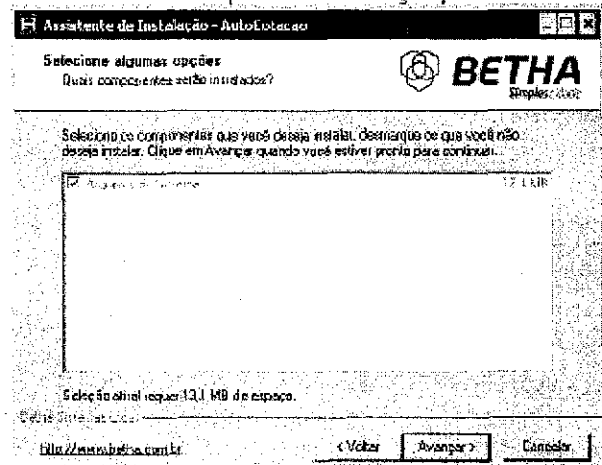 Assistente de Instalação - AutoCotacao
Selecione algumas opções
Quais componentes serão instalados?
BETHA
Selecione os componentes que você deseja instalar, desmarque os que você não
deseja instalar. Clique em Avançar quando você estiver pronto para continuar.
MB
Seleção atual requer 13,1 MB de espaço.
http://www.betha.com.br
< Voltar
Avançar >
Cancelar